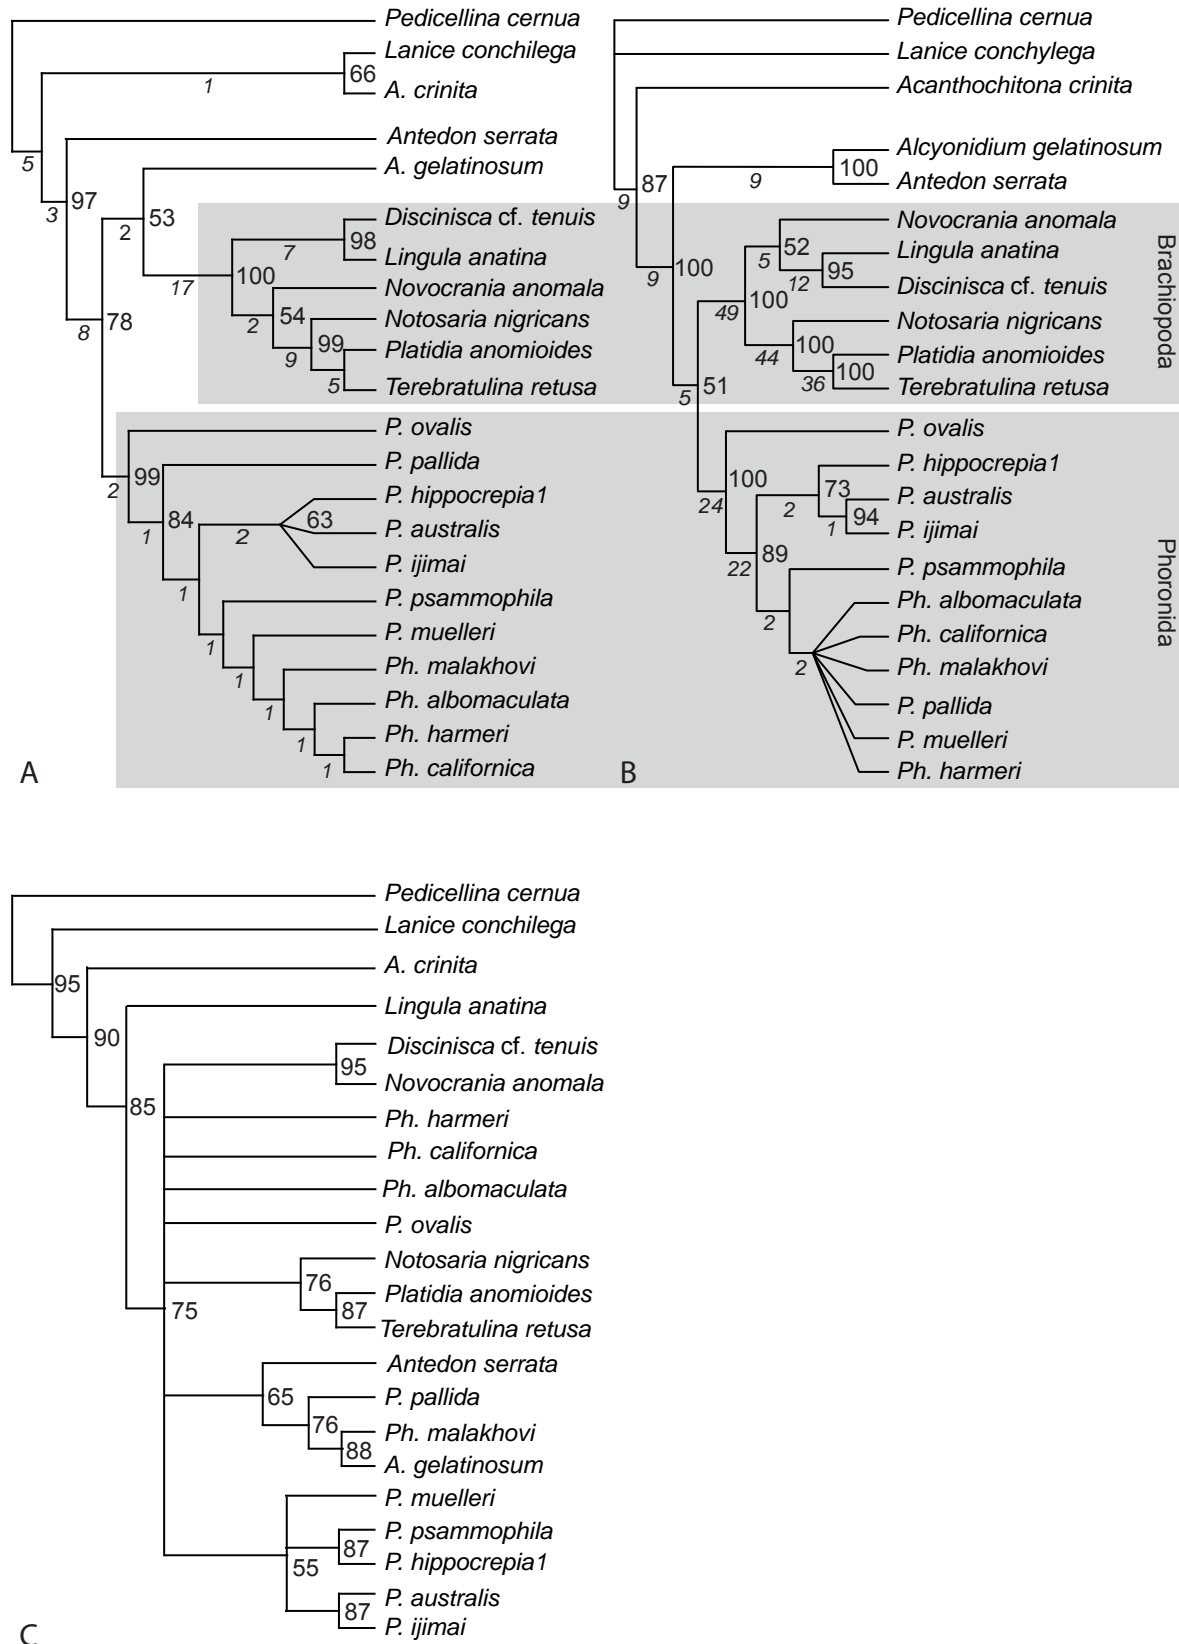 Pedicellina cernua
Lanice conchilega
66
1
A. crinita
Antedon serrata
5
A. gelatinosum
97
3
53
2
Discinisca cf. tenuis
98
7
Lingula anatina
100
17
Novocrania anomala
54
2
Notosaria nigricans
78
8
99
9
Platidia anomioides
5
Terebratulina retusa
P. ovalis
99
2
P. pallida
84
1
P. hippocrepia1
63
2
P. australis
P. ijimai
1
P. psammophila
1
P. muelleri
1
Ph. malakhovi
1
Ph. albomaculata
1
Ph. harmeri
1
Ph. californica
A
Pedicellina cernua
Lanice conchylega
Acanthochitona crinita
Alcyonidium gelatinosum
100
9
Antedon serrata
87
9
Novocrania anomala
52
5
Lingula anatina
95
12
Discinisca cf. tenuis
100
9
100
49
Notosaria nigricans
100
44
Platidia anomioides
100
36
Terebratulina retusa
51
5
Brachiopoda
P. ovalis
100
24
P. hippocrepia1
73
2
P. australis
94
1
P. ijimai
89
22
P. psammophila
2
Ph. albomaculata
Ph. californica
2
Ph. malakhovi
P. pallida
P. muelleri
Ph. harmeri
Phoronida
B
Pedicellina cernua
Lanice conchilega
95
A. crinita
90
Lingula anatina
85
Discinisca cf. tenuis
95
Novocrania anomala
Ph. harmeri
Ph. californica
Ph. albomaculata
P. ovalis
Notosaria nigricans
76
Platidia anomioides
87
Terebratulina retusa
75
Antedon serrata
65
P. pallida
76
Ph. malakhovi
88
A. gelatinosum
P. muelleri
P. psammophila
87
P. hippocrepia1
55
P. australis
87
P. ijimai
C